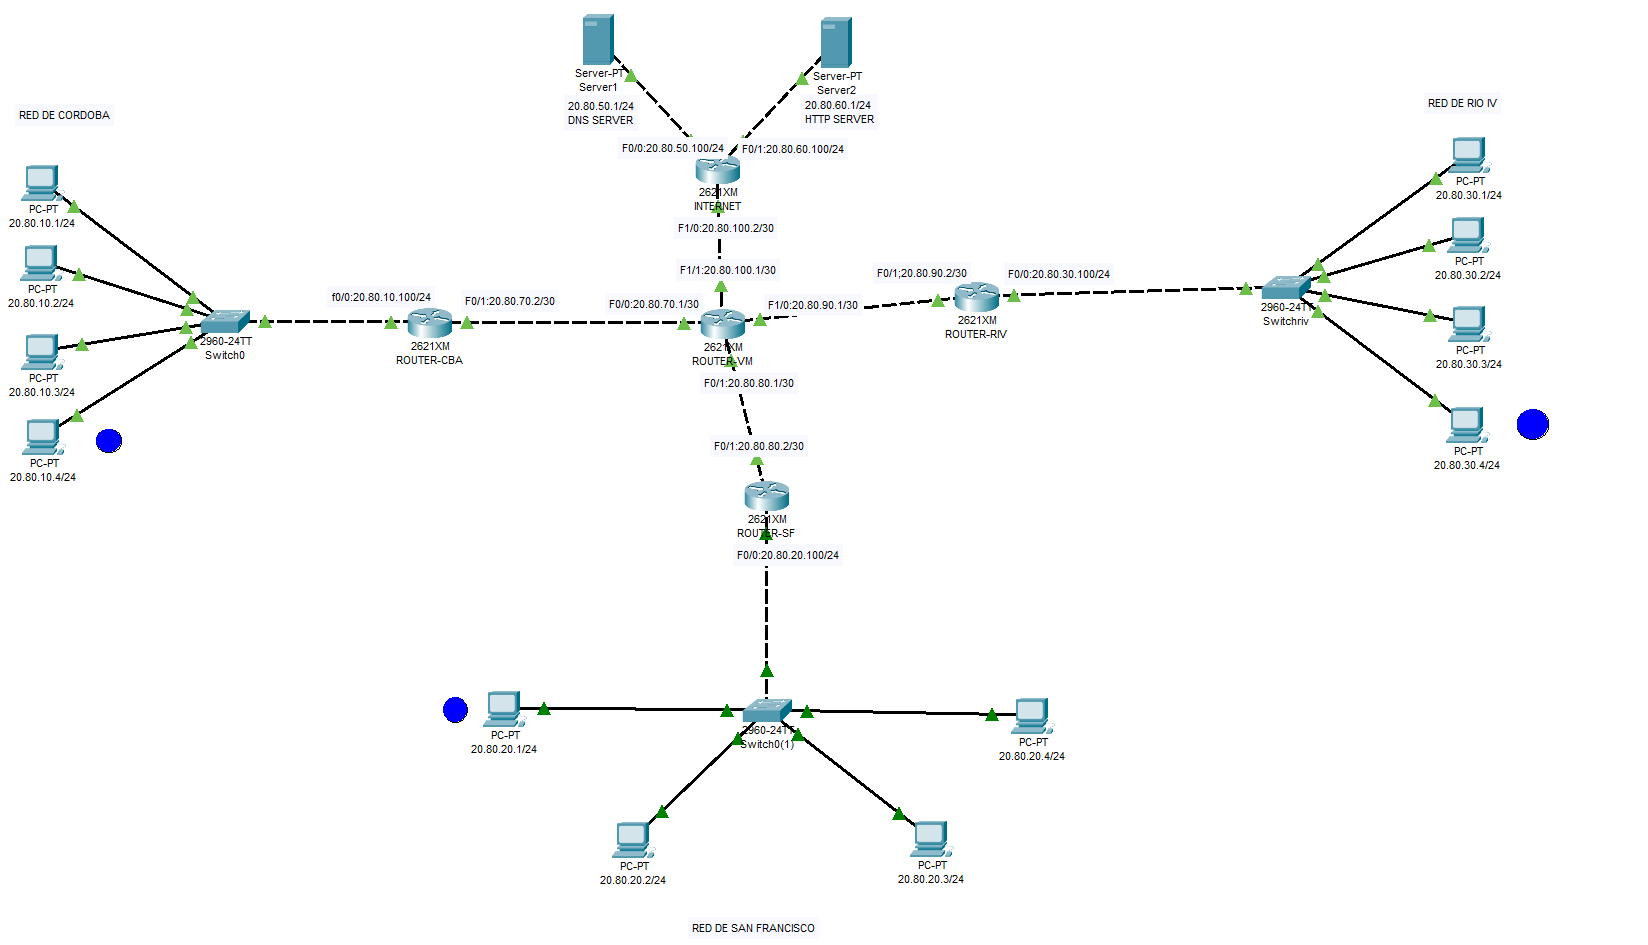 Server-PT
Server1
20.80.50.1/24
DNS SERVER
Server-PT
Server2
20.80.60.1/24
HTTP SERVER
RED DE CORDOBA
RED DE RIO IV
F0/0:20.80.50.100/24
F0/1:20.80.60.100/24
2621XM
INTERNET
F1/0:20.80.100.2/30
F1/1:20.80.100.1/30
PC-PT
20.80.10.1/24
PC-PT
20.80.10.2/24
PC-PT
20.80.10.3/24
PC-PT
20.80.10.4/24
2960-24TT
Switch0
f0/0:20.80.10.100/24
F0/1:20.80.70.2/30
2621XM
ROUTER-CBA
F0/0:20.80.70.1/30
F1/0:20.80.90.1/30
2621XM
ROUTER-VM
F0/1:20.80.80.1/30
F0/1;20.80.90.2/30
F0/0:20.80.30.100/24
2621XM
ROUTER-RIV
2960-24TT
Switchriv
PC-PT
20.80.30.1/24
PC-PT
20.80.30.2/24
PC-PT
20.80.30.3/24
PC-PT
20.80.30.4/24
F0/1:20.80.80.2/30
2621XM
ROUTER-SF
F0/0:20.80.20.100/24
2960-24TT
Switch0(1)
PC-PT
20.80.20.1/24
PC-PT
20.80.20.4/24
PC-PT
20.80.20.2/24
PC-PT
20.80.20.3/24
RED DE SAN FRANCISCO